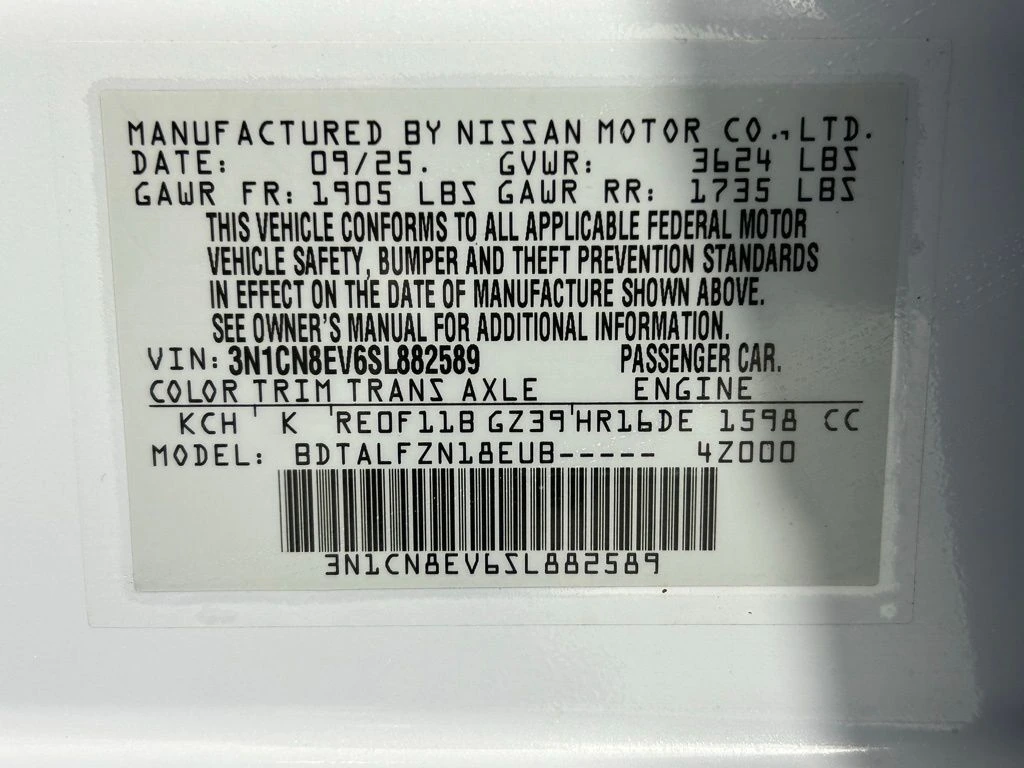 MANUFACTURED BY NISSAN MOTOR CO., LTD.
DATE: 09/25. GVWR: 3624 LBS
GAWR FR: 1905 LBS GAWR RR: 1735 LBS
THIS VEHICLE CONFORMS TO ALL APPLICABLE FEDERAL MOTOR
VEHICLE SAFETY, BUMPER AND THEFT PREVENTION STANDARDS
IN EFFECT ON THE DATE OF MANUFACTURE SHOWN ABOVE.
SEE OWNER'S MANUAL FOR ADDITIONAL INFORMATION.
VIN: 3N1CN8EV6SL882589 PASSENGER CAR.
COLOR TRIM TRANS AXLE ENGINE
KCH K RE0F11B GZ39 HR16DE 1598 CC
MODEL: BDTALFZN18EUB----- 4Z000
3N1CN8EV6SL882589